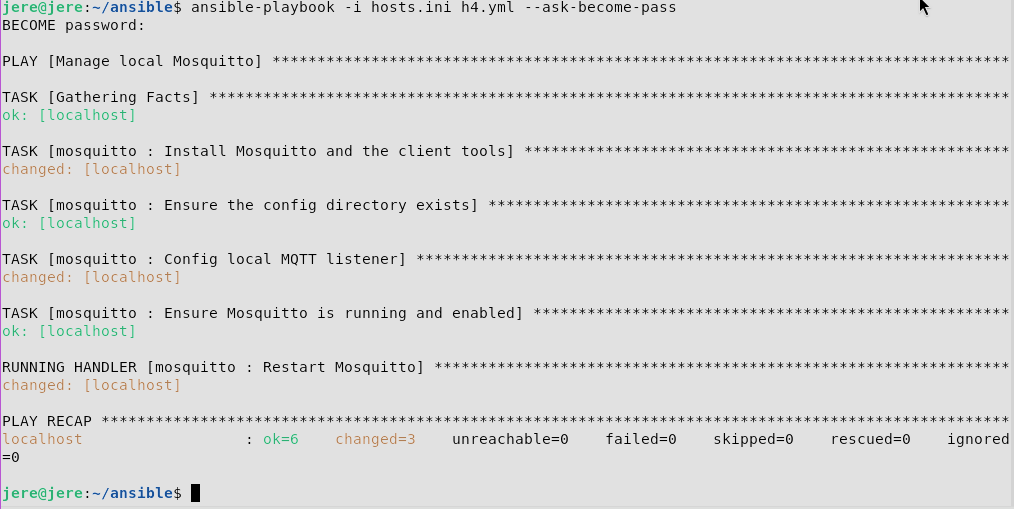 jere@jere:~/ansible$ ansible-playbook -i hosts.ini h4.yml --ask-become-pass
BECOME password:
PLAY [Manage local Mosquitto] **********************************************************************************
TASK [Gathering Facts] *****************************************************************************************
ok: [localhost]
TASK [mosquitto : Install Mosquitto and the client tools] ******************************************************
changed: [localhost]
TASK [mosquitto : Ensure the config directory exists] **********************************************************
ok: [localhost]
TASK [mosquitto : Config local MQTT listener] ******************************************************************
changed: [localhost]
TASK [mosquitto : Ensure Mosquitto is running and enabled] *****************************************************
ok: [localhost]
RUNNING HANDLER [mosquitto : Restart Mosquitto] ****************************************************************
changed: [localhost]
PLAY RECAP *****************************************************************************************************
localhost                  : ok=6    changed=3    unreachable=0    failed=0    skipped=0    rescued=0    ignored
=0
jere@jere:~/ansible$